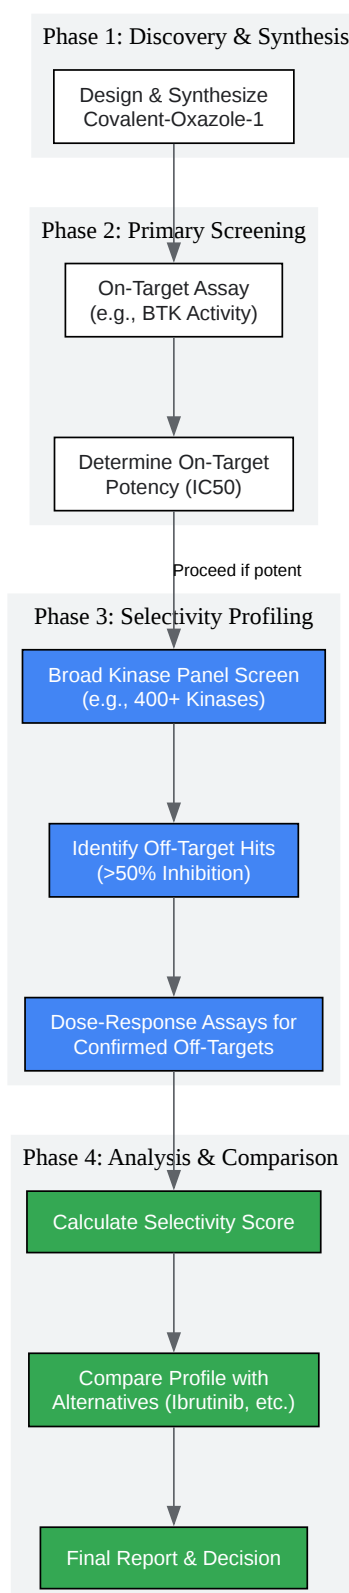 Phase 1: Discovery & Synthesis
Design & Synthesize
Covalent-Oxazole-1
Phase 2: Primary Screening
On-Target Assay
(e.g., BTK Activity)
Determine On-Target
Potency (IC50)
Proceed if potent
Phase 3: Selectivity Profiling
Broad Kinase Panel Screen
(e.g., 400+ Kinases)
Identify Off-Target Hits
(>50% Inhibition)
Dose-Response Assays for
Confirmed Off-Targets
Phase 4: Analysis & Comparison
Calculate Selectivity Score
Compare Profile with
Alternatives (Ibrutinib, etc.)
Final Report & Decision